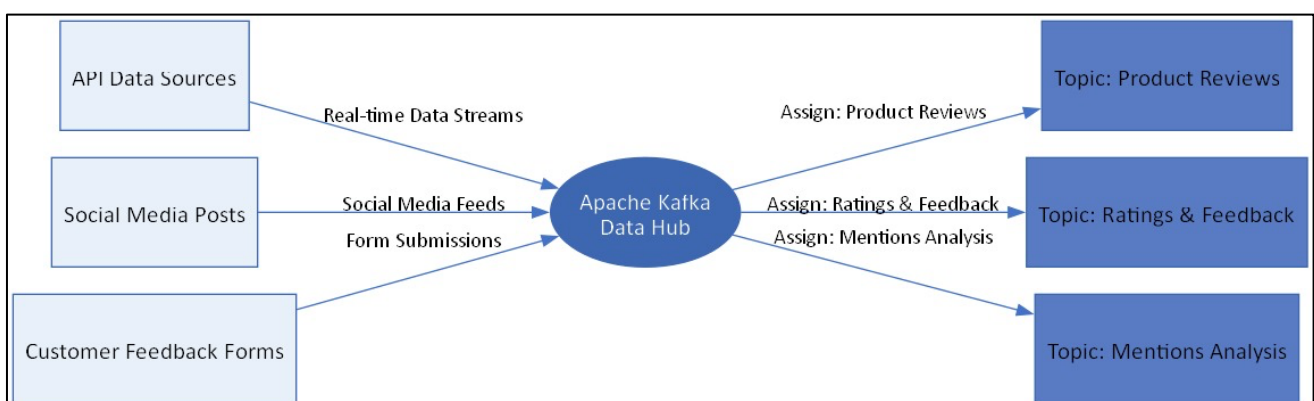 API Data Sources
Real-time Data Streams
Assign: Product Reviews
Topic: Product Reviews
Social Media Posts
Social Media Feeds
Apache Kafka
Data Hub
Assign: Ratings & Feedback
Topic: Ratings & Feedback
Form Submissions
Assign: Mentions Analysis
Customer Feedback Forms
Topic: Mentions Analysis